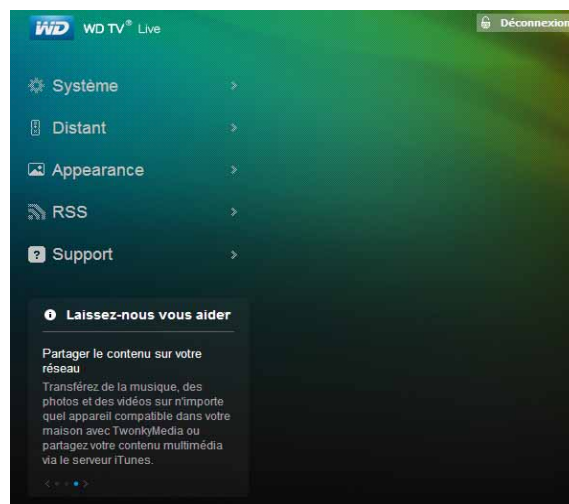 WD WD TV® Live
Déconnexion
Système
Distant
Appearance
RSS
Support
Laissez-nous vous aider
Partager le contenu sur votre
réseau
Transférez de la musique, des
photos et des vidéos sur n'importe
quel appareil compatible dans votre
maison avec TwonkyMedia ou
partagez votre contenu multimédia
via le serveur iTunes.